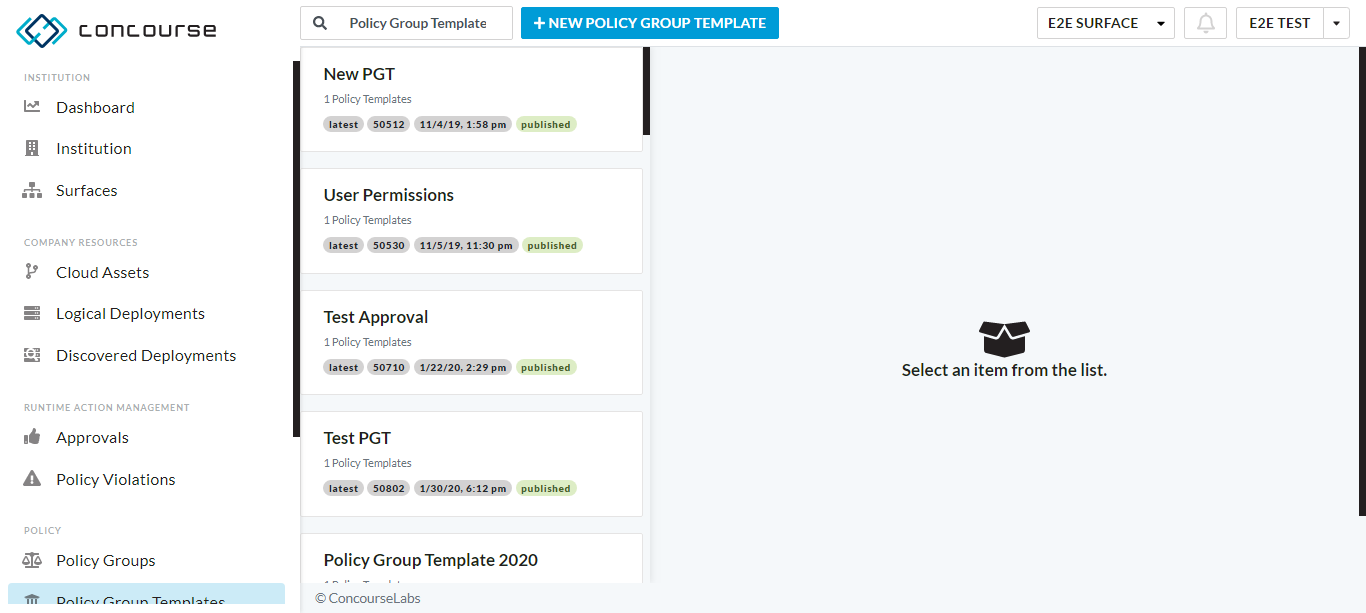 concourse
Policy Group Template
NEW POLICY GROUP TEMPLATE
E2E SURFACE
E2E TEST
INSTITUTION
Dashboard
Institution
Surfaces
COMPANY RESOURCES
Cloud Assets
Logical Deployments
Discovered Deployments
RUNTIME ACTION MANAGEMENT
Approvals
Policy Violations
POLICY
Policy Groups
Policy Group Templates
New PGT
1 Policy Templates
latest 50512 11/4/19, 1:58 pm published
User Permissions
1 Policy Templates
latest 50530 11/5/19, 11:30 pm published
Test Approval
1 Policy Templates
latest 50710 1/22/20, 2:29 pm published
Test PGT
1 Policy Templates
latest 50802 1/30/20, 6:12 pm published
Policy Group Template 2020
1 Policy Templates
© ConcourseLabs
Select an item from the list.